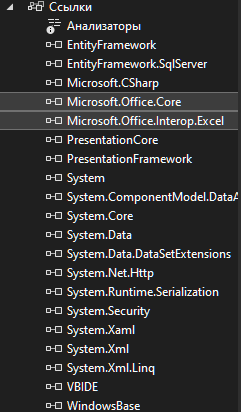 Ссылки
Анализаторы
EntityFramework
EntityFramework.SqlServer
Microsoft.CSharp
Microsoft.Office.Core
Microsoft.Office.Interop.Excel
PresentationCore
PresentationFramework
System
System.ComponentModel.DataA
System.Core
System.Data
System.Data.DataSetExtensions
System.Net.Http
System.Runtime.Serialization
System.Security
System.Xaml
System.Xml
System.Xml.Linq
VBIDE
WindowsBase